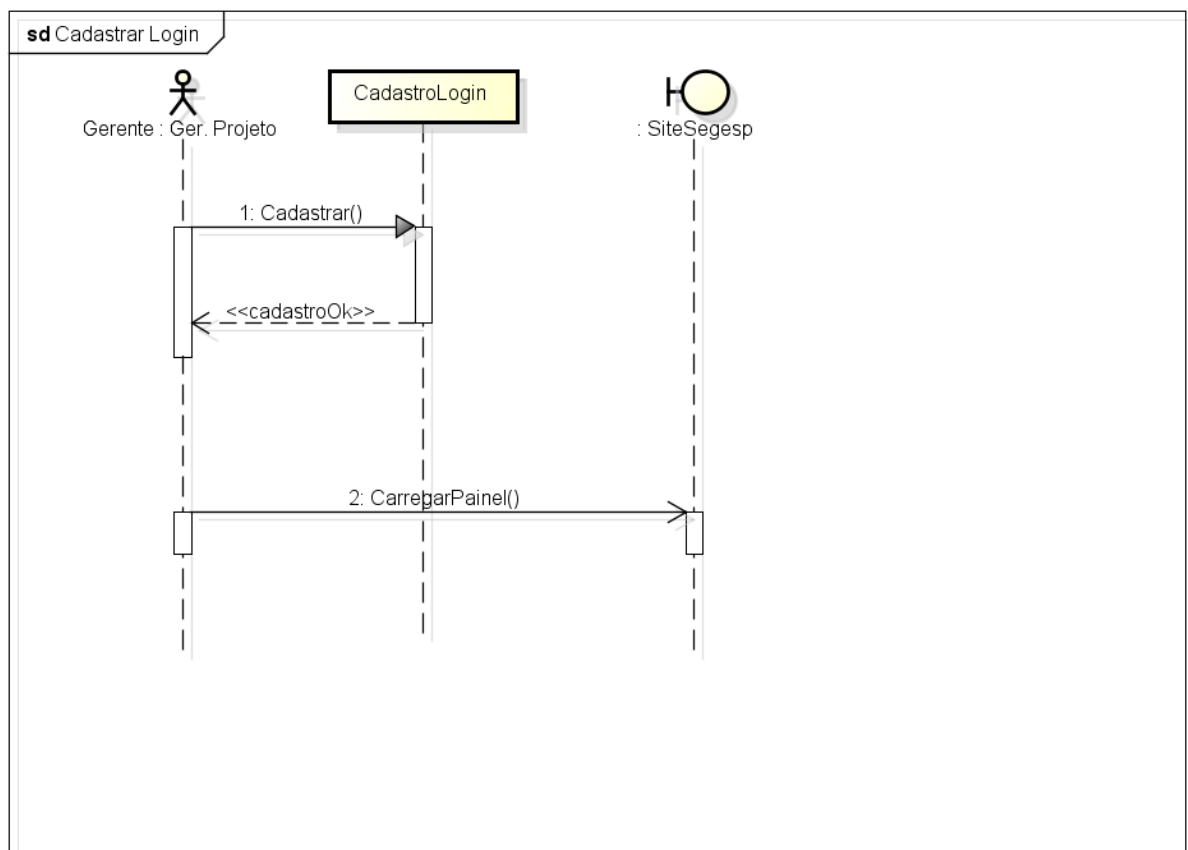 sd Cadastrar Login
Gerente : Ger. Projeto
CadastroLogin
: SiteSegesp
1: Cadastrar()
<<cadastroOk>>
2: CarregarPainel()